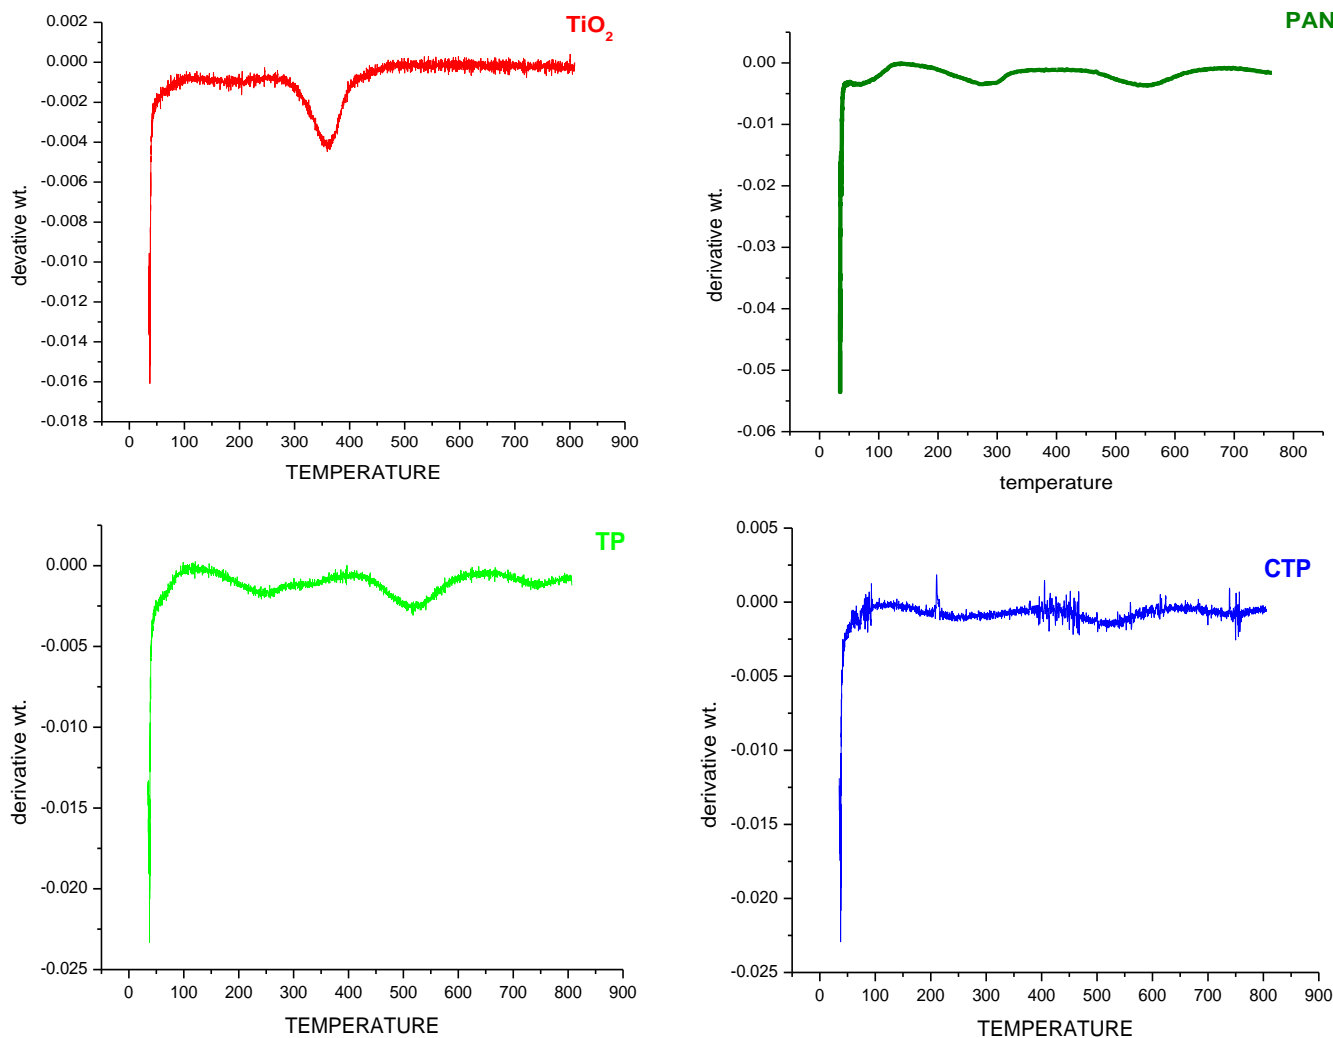 TiO2
0.002
0.000
-0.002
-0.004
-0.006
-0.008
-0.010
-0.012
-0.014
-0.016
-0.018
devative wt.
0 100 200 300 400 500 600 700 800 900
TEMPERATURE
PAN
0.00
-0.01
-0.02
-0.03
-0.04
-0.05
-0.06
derivative wt.
0 100 200 300 400 500 600 700 800
temperature
TP
0.000
-0.005
-0.010
-0.015
-0.020
-0.025
derivative wt.
0 100 200 300 400 500 600 700 800 900
TEMPERATURE
CTP
0.005
0.000
-0.005
-0.010
-0.015
-0.020
-0.025
derivative wt.
0 100 200 300 400 500 600 700 800 900
TEMPERATURE